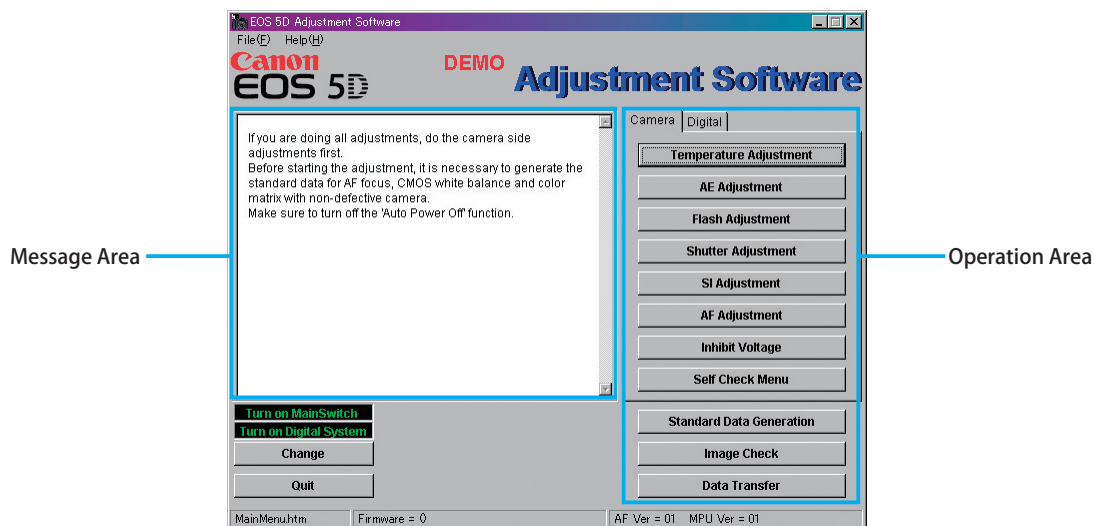 EOS 5D Adjustment Software
File(F) Help(H)
Canon
EOS 5D
DEMO
Adjustment Software
If you are doing all adjustments, do the camera side
adjustments first.
Before starting the adjustment, it is necessary to generate the
standard data for AF focus, CMOS white balance and color
matrix with non-defective camera.
Make sure to turn off the 'Auto Power Off' function.
Message Area
Camera Digital
Temperature Adjustment
AE Adjustment
Flash Adjustment
Shutter Adjustment
SI Adjustment
AF Adjustment
Inhibit Voltage
Self Check Menu
Standard Data Generation
Image Check
Data Transfer
Operation Area
Turn on MainSwitch
Turn on Digital System
Change
Quit
MainMenu.htm Firmware = 0 AF Ver = 01 MPU Ver = 01